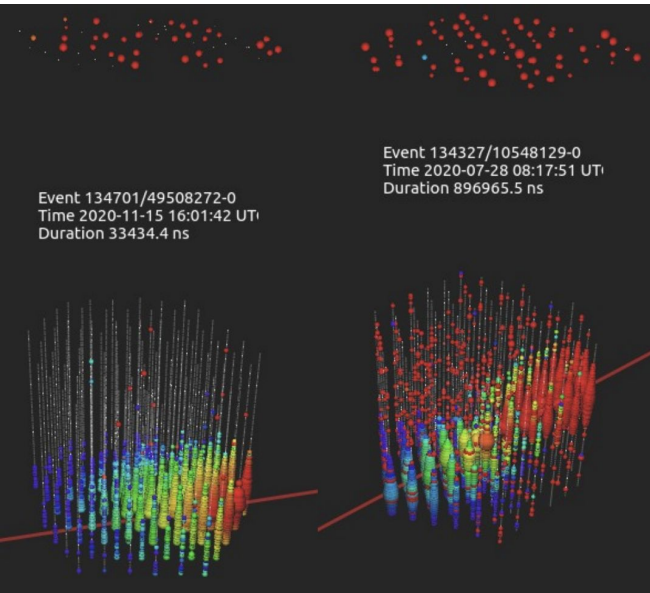 Event 134701/49508272-0
Time 2020-11-15 16:01:42 UT
Duration 33434.4 ns
Event 134327/10548129-0
Time 2020-07-28 08:17:51 UT
Duration 896965.5 ns